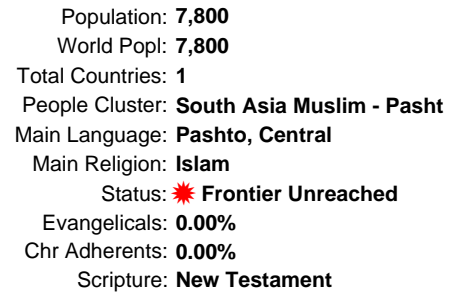 Population: 7,800
World Popl: 7,800
Total Countries: 1
People Cluster: South Asia Muslim - Pasht
Main Language: Pashto, Central
Main Religion: Islam
Status: Frontier Unreached
Evangelicals: 0.00%
Chr Adherents: 0.00%
Scripture: New Testament